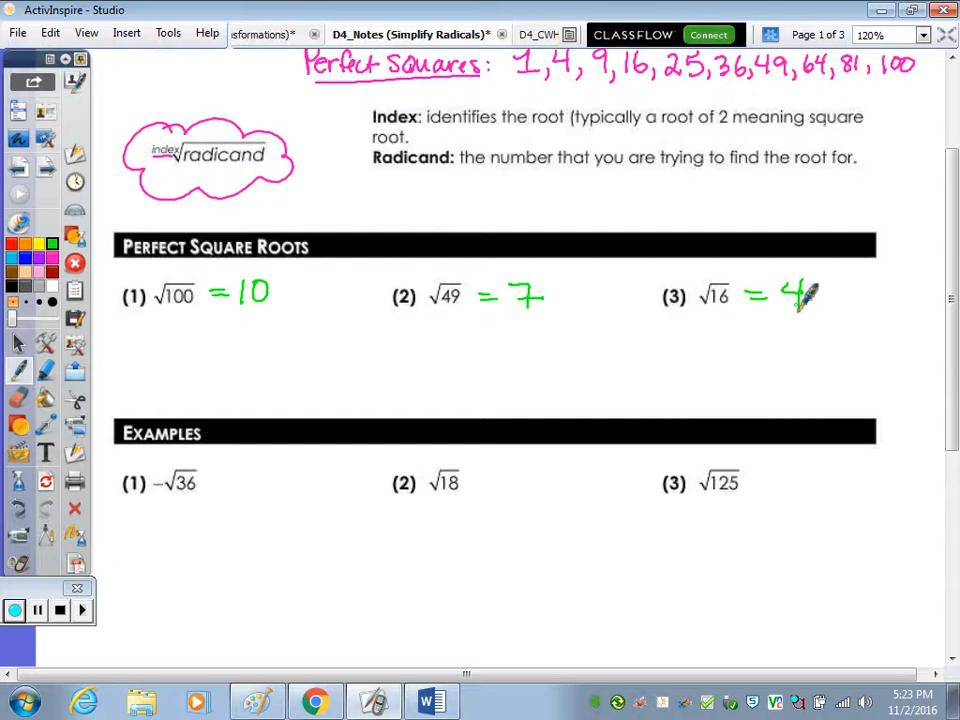 ActivInspire - Studio
File Edit View Insert Tools Help sformations)* D4_Notes (Simplify Radicals)* D4_CWH CLASSFLOW Connect Page 1 of 3 120%
Perfect Squares: 1, 4, 9, 16, 25, 36, 49, 64, 81, 100
Index: identifies the root (typically a root of 2 meaning square
root.
index√radicand
Radicand: the number that you are trying to find the root for.
PERFECT SQUARE ROOTS
(1) √100 = 10 (2) √49 = 7 (3) √16 = 4
EXAMPLES
(1) −√36 (2) √18 (3) √125
5:23 PM
11/2/2016